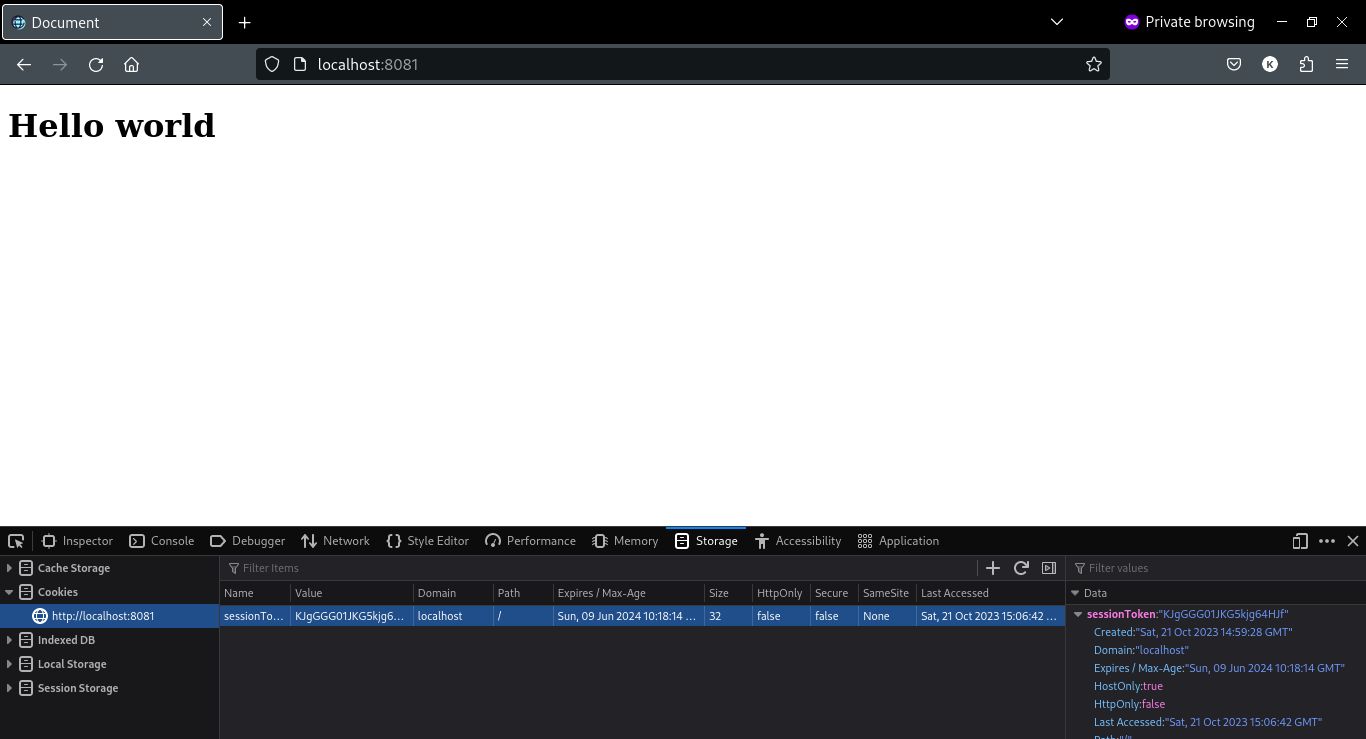 Document
Private browsing
localhost:8081
K
Hello world
Inspector Console Debugger Network Style Editor Performance Memory Storage Accessibility Application
Cache Storage
Cookies
http://localhost:8081
Indexed DB
Local Storage
Session Storage
Filter Items
Name Value Domain Path Expires / Max-Age Size HttpOnly Secure SameSite Last Accessed
sessionTo... KJgGGG01JKG5kjg6... localhost / Sun, 09 Jun 2024 10:18:14 ... 32 false false None Sat, 21 Oct 2023 15:06:42 ...
Filter values
Data
sessionToken:"KJgGGG01JKG5kjg64HJf"
Created:"Sat, 21 Oct 2023 14:59:28 GMT"
Domain:"localhost"
Expires / Max-Age:"Sun, 09 Jun 2024 10:18:14 GMT"
HostOnly:true
HttpOnly:false
Last Accessed:"Sat, 21 Oct 2023 15:06:42 GMT"
Path:"/"